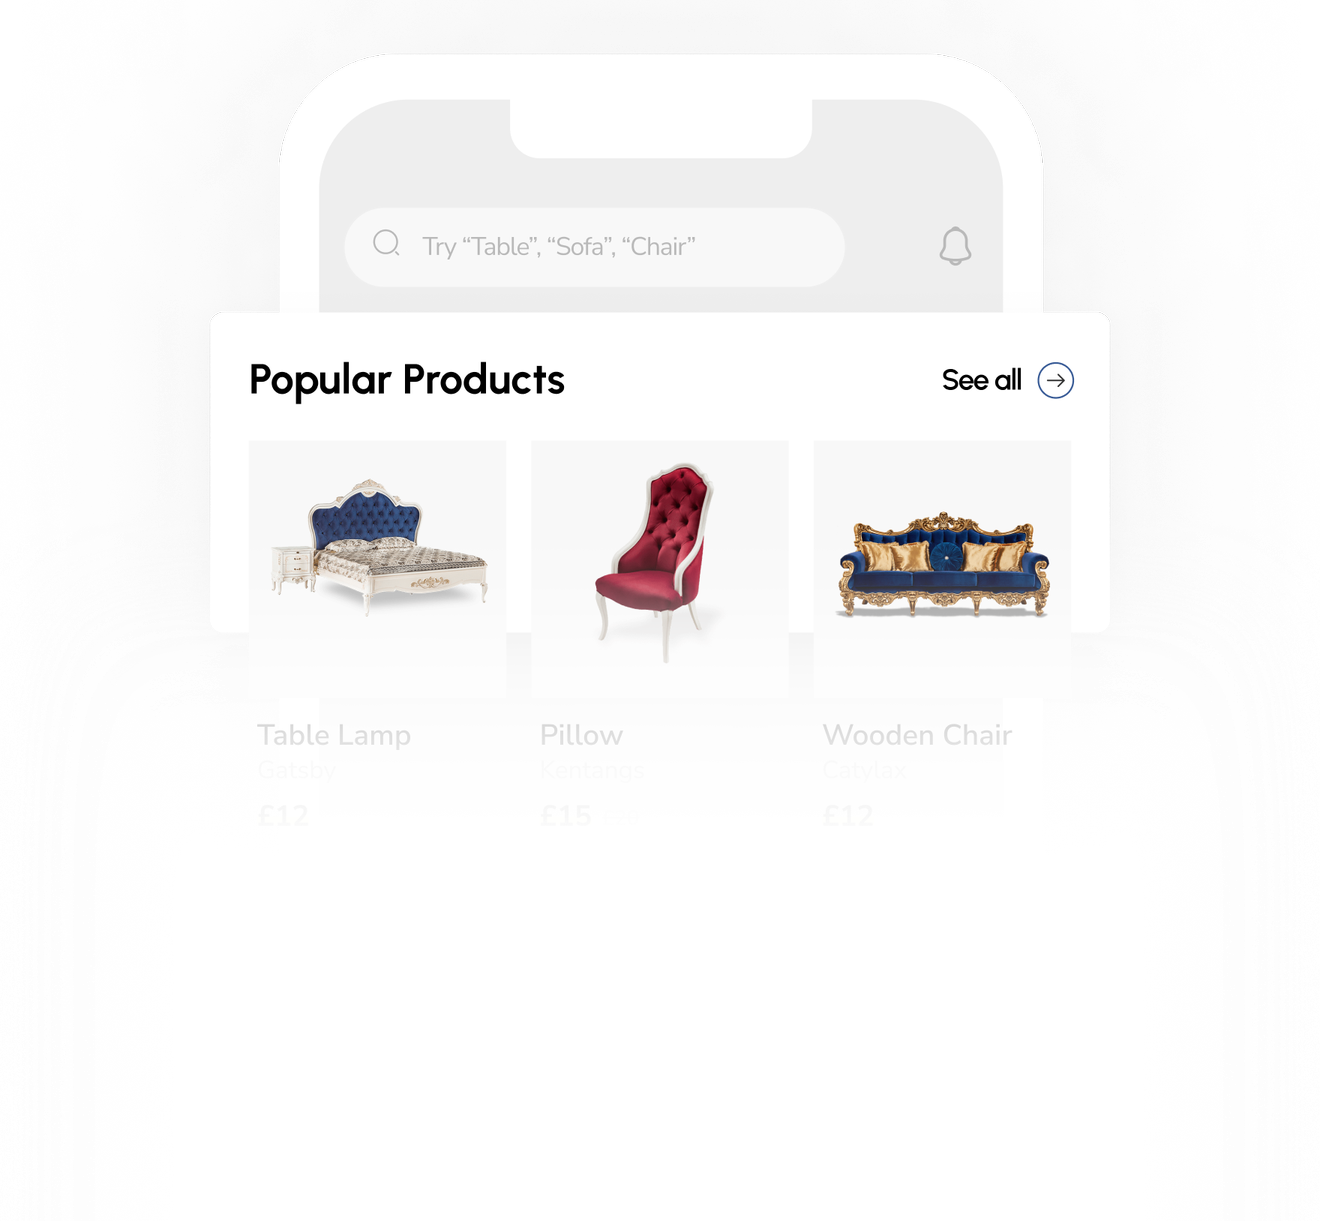 Try “Table”, “Sofa”, “Chair”
Popular Products
See all
Table Lamp
Pillow
Wooden Chair
Gatsby
Kentangs
Catylax
£12
£15
£12